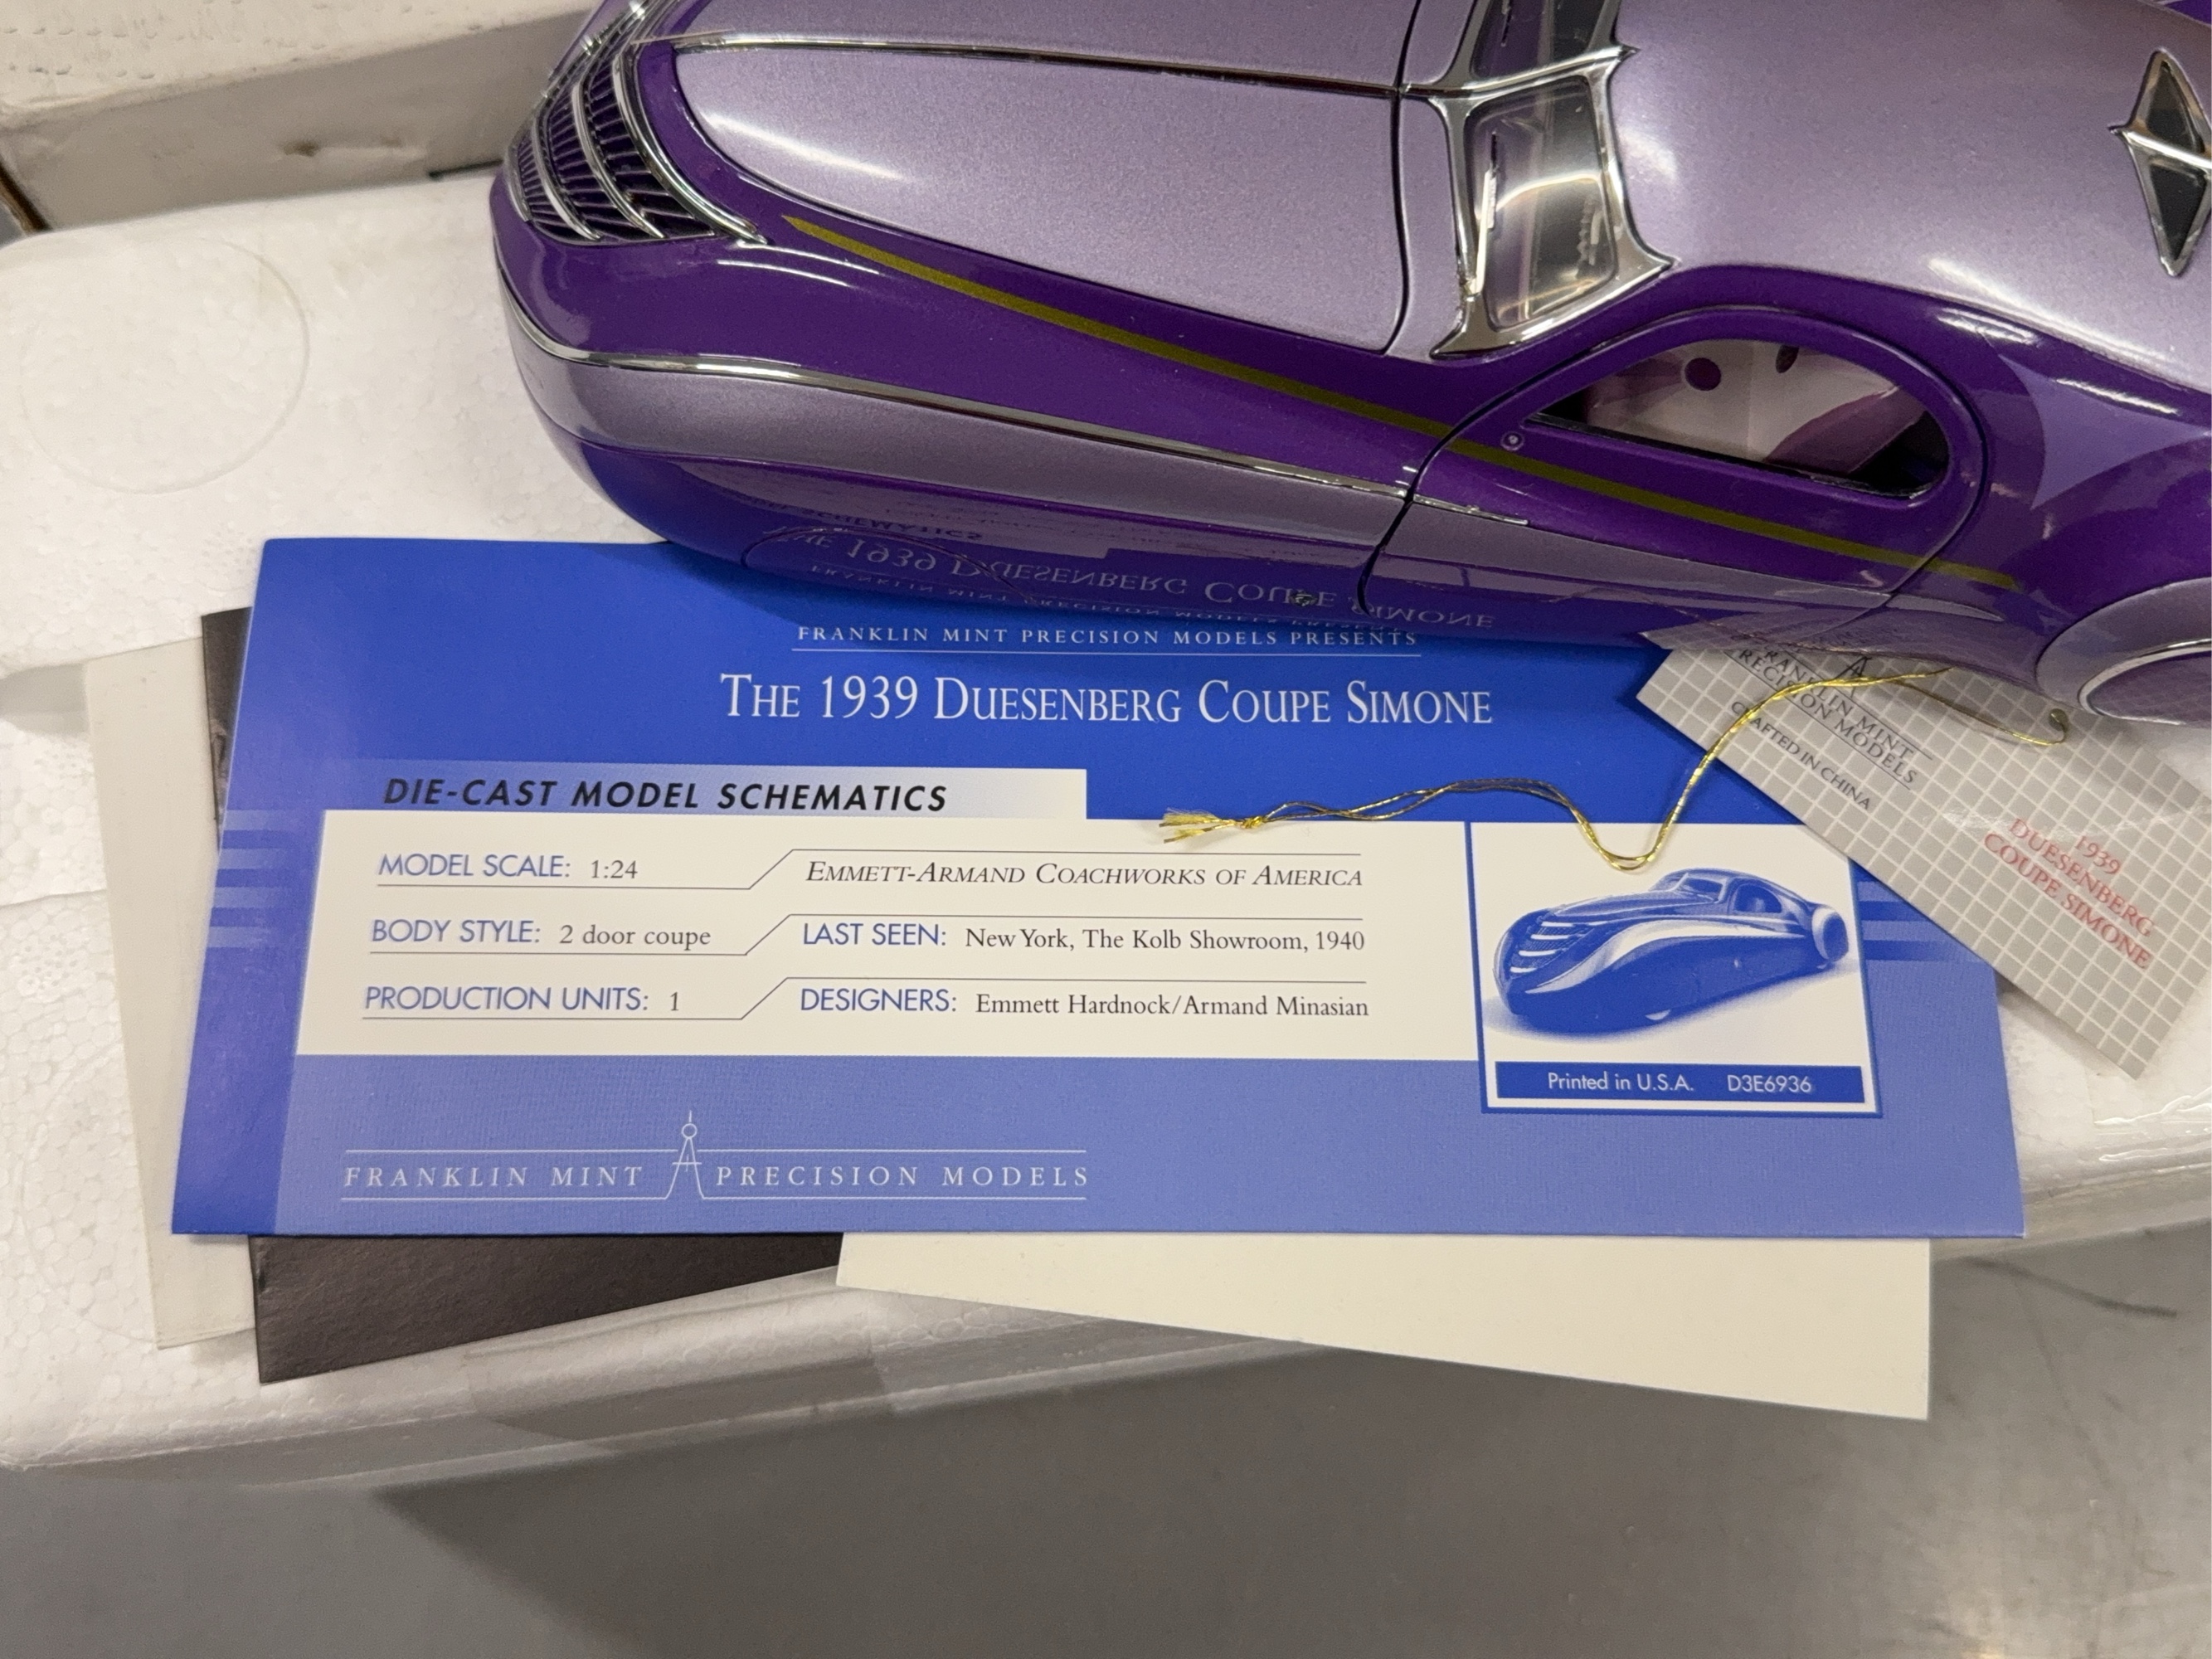 FRANKLIN MINT PRECISION MODELS PRESENTS
THE 1939 DUESENBERG COUPE SIMONE
DIE-CAST MODEL SCHEMATICS
MODEL SCALE: 1:24
EMMETT-ARMAND COACHWORKS OF AMERICA
BODY STYLE: 2 door coupe
LAST SEEN: New York, The Kolb Showroom, 1940
PRODUCTION UNITS: 1
DESIGNERS: Emmett Hardnock/Armand Minasian
Printed in U.S.A. D3E6936
FRANKLIN MINT PRECISION MODELS
FRANKLIN MINT
PRECISION MODELS
CRAFTED IN CHINA
1939
DUESENBERG
COUPE SIMONE